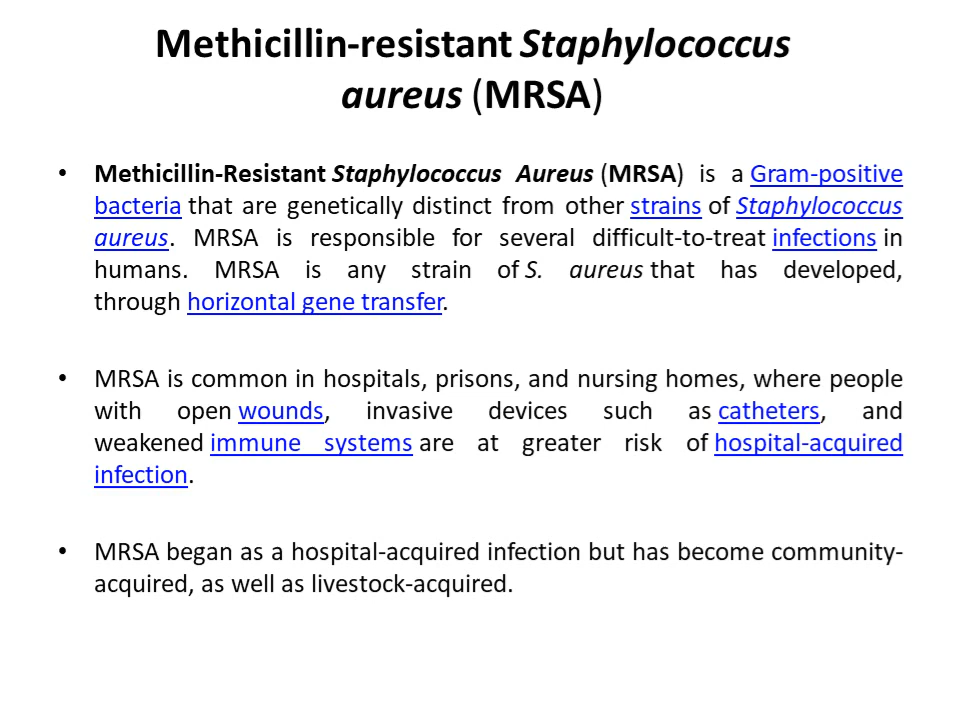 Methicillin-resistant Staphylococcus
aureus (MRSA)
• Methicillin-Resistant Staphylococcus Aureus (MRSA) is a Gram-positive
bacteria that are genetically distinct from other strains of Staphylococcus
aureus. MRSA is responsible for several difficult-to-treat infections in
humans. MRSA is any strain of S. aureus that has developed,
through horizontal gene transfer.
• MRSA is common in hospitals, prisons, and nursing homes, where people
with open wounds, invasive devices such as catheters, and
weakened immune systems are at greater risk of hospital-acquired
infection.
• MRSA began as a hospital-acquired infection but has become community-
acquired, as well as livestock-acquired.